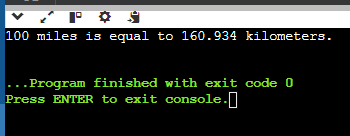 100 miles is equal to 160.934 kilometers.
...Program finished with exit code 0
Press ENTER to exit console.